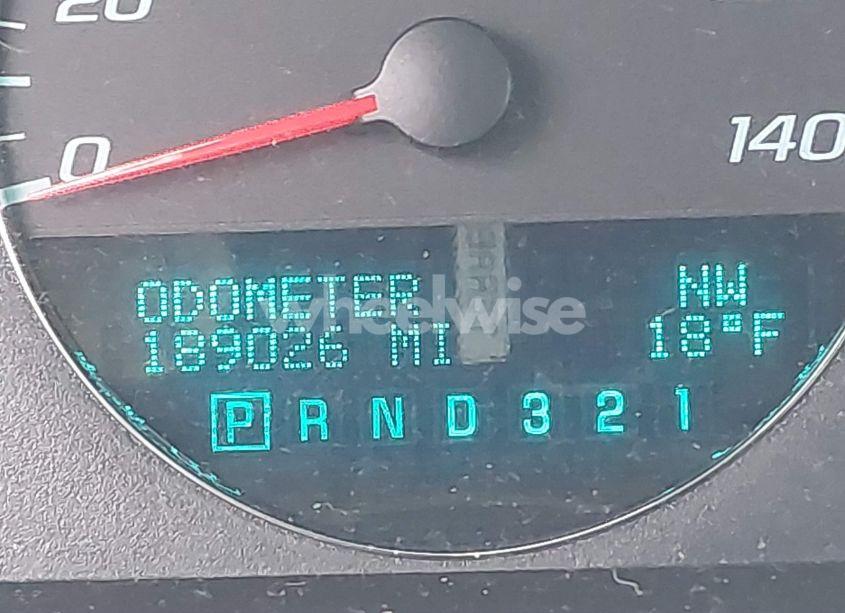 20
0
140
ODOMETER NW
189026 MI 18°F
P R N D 3 2 1
wheelwise